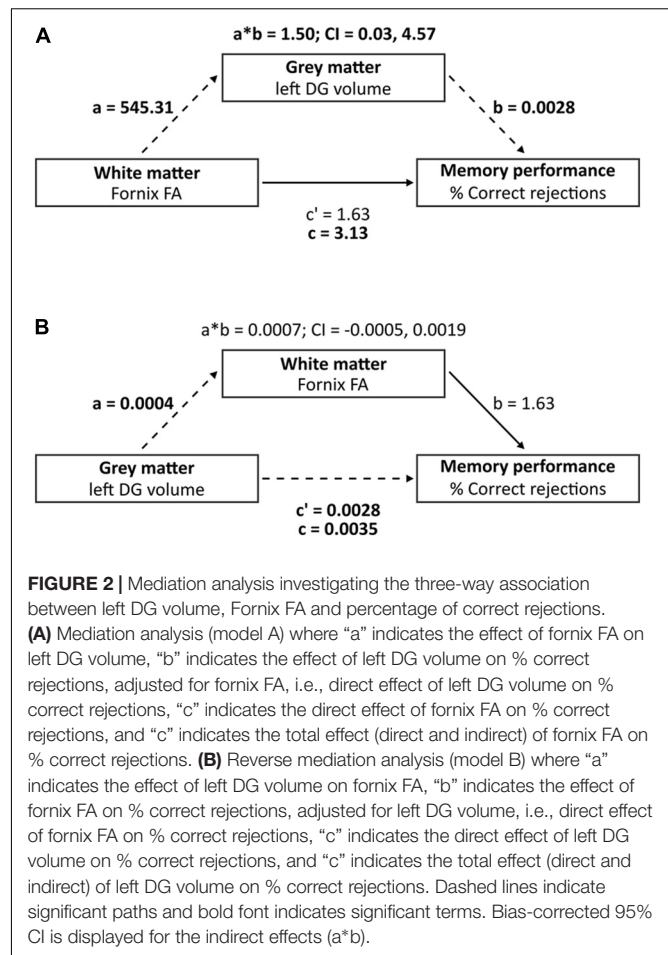 A
a*b = 1.50; CI = 0.03, 4.57
Grey matter
left DG volume
a = 545.31
b = 0.0028
White matter
Fornix FA
Memory performance
% Correct rejections
c' = 1.63
c = 3.13
B
a*b = 0.0007; CI = -0.0005, 0.0019
White matter
Fornix FA
a = 0.0004
b = 1.63
Grey matter
left DG volume
Memory performance
% Correct rejections
c' = 0.0028
c = 0.0035
FIGURE 2 | Mediation analysis investigating the three-way association
between left DG volume, Fornix FA and percentage of correct rejections.
(A) Mediation analysis (model A) where “a” indicates the effect of fornix FA on
left DG volume, “b” indicates the effect of left DG volume on % correct
rejections, adjusted for fornix FA, i.e., direct effect of left DG volume on %
correct rejections, “c” indicates the direct effect of fornix FA on % correct
rejections, and “c” indicates the total effect (direct and indirect) of fornix FA on
% correct rejections. (B) Reverse mediation analysis (model B) where “a”
indicates the effect of left DG volume on fornix FA, “b” indicates the effect of
fornix FA on % correct rejections, adjusted for left DG volume, i.e., direct effect
of fornix FA on % correct rejections, “c” indicates the direct effect of left DG
volume on % correct rejections, and “c” indicates the total effect (direct and
indirect) of left DG volume on % correct rejections. Dashed lines indicate
significant paths and bold font indicates significant terms. Bias-corrected 95%
CI is displayed for the indirect effects (a*b).